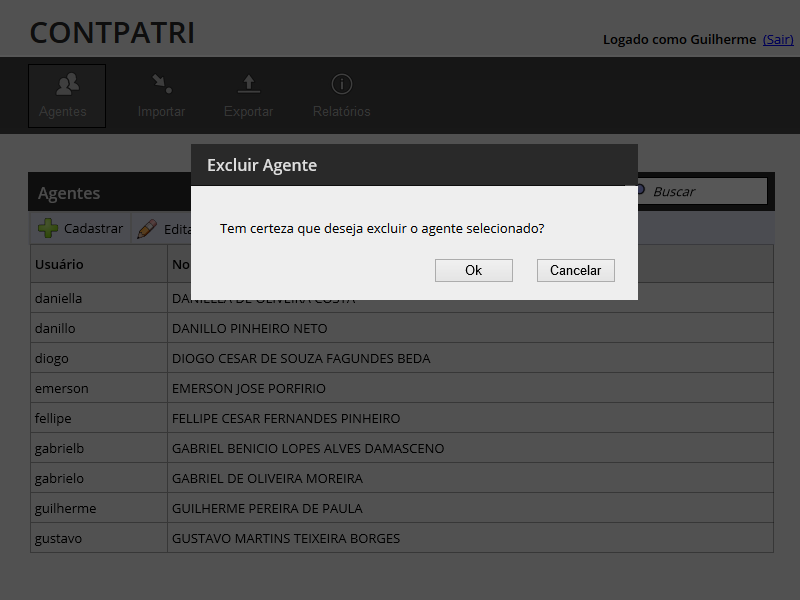 CONTPATRI
Logado como Guilherme (Sair)
Agentes Importar Exportar Relatórios
Excluir Agente
Agentes Buscar
Cadastrar
Tem certeza que deseja excluir o agente selecionado?
Ok Cancelar
Usuário
daniella DANIELLA DE OLIVEIRA COSTA
danillo DANILLO PINHEIRO NETO
diogo DIOGO CESAR DE SOUZA FAGUNDES BEDA
emerson EMERSON JOSE PORFIRIO
fellipe FELLIPE CESAR FERNANDES PINHEIRO
gabrielb GABRIEL BENICIO LOPES ALVES DAMASCENO
gabrielo GABRIEL DE OLIVEIRA MOREIRA
guilherme GUILHERME PEREIRA DE PAULA
gustavo GUSTAVO MARTINS TEIXEIRA BORGES